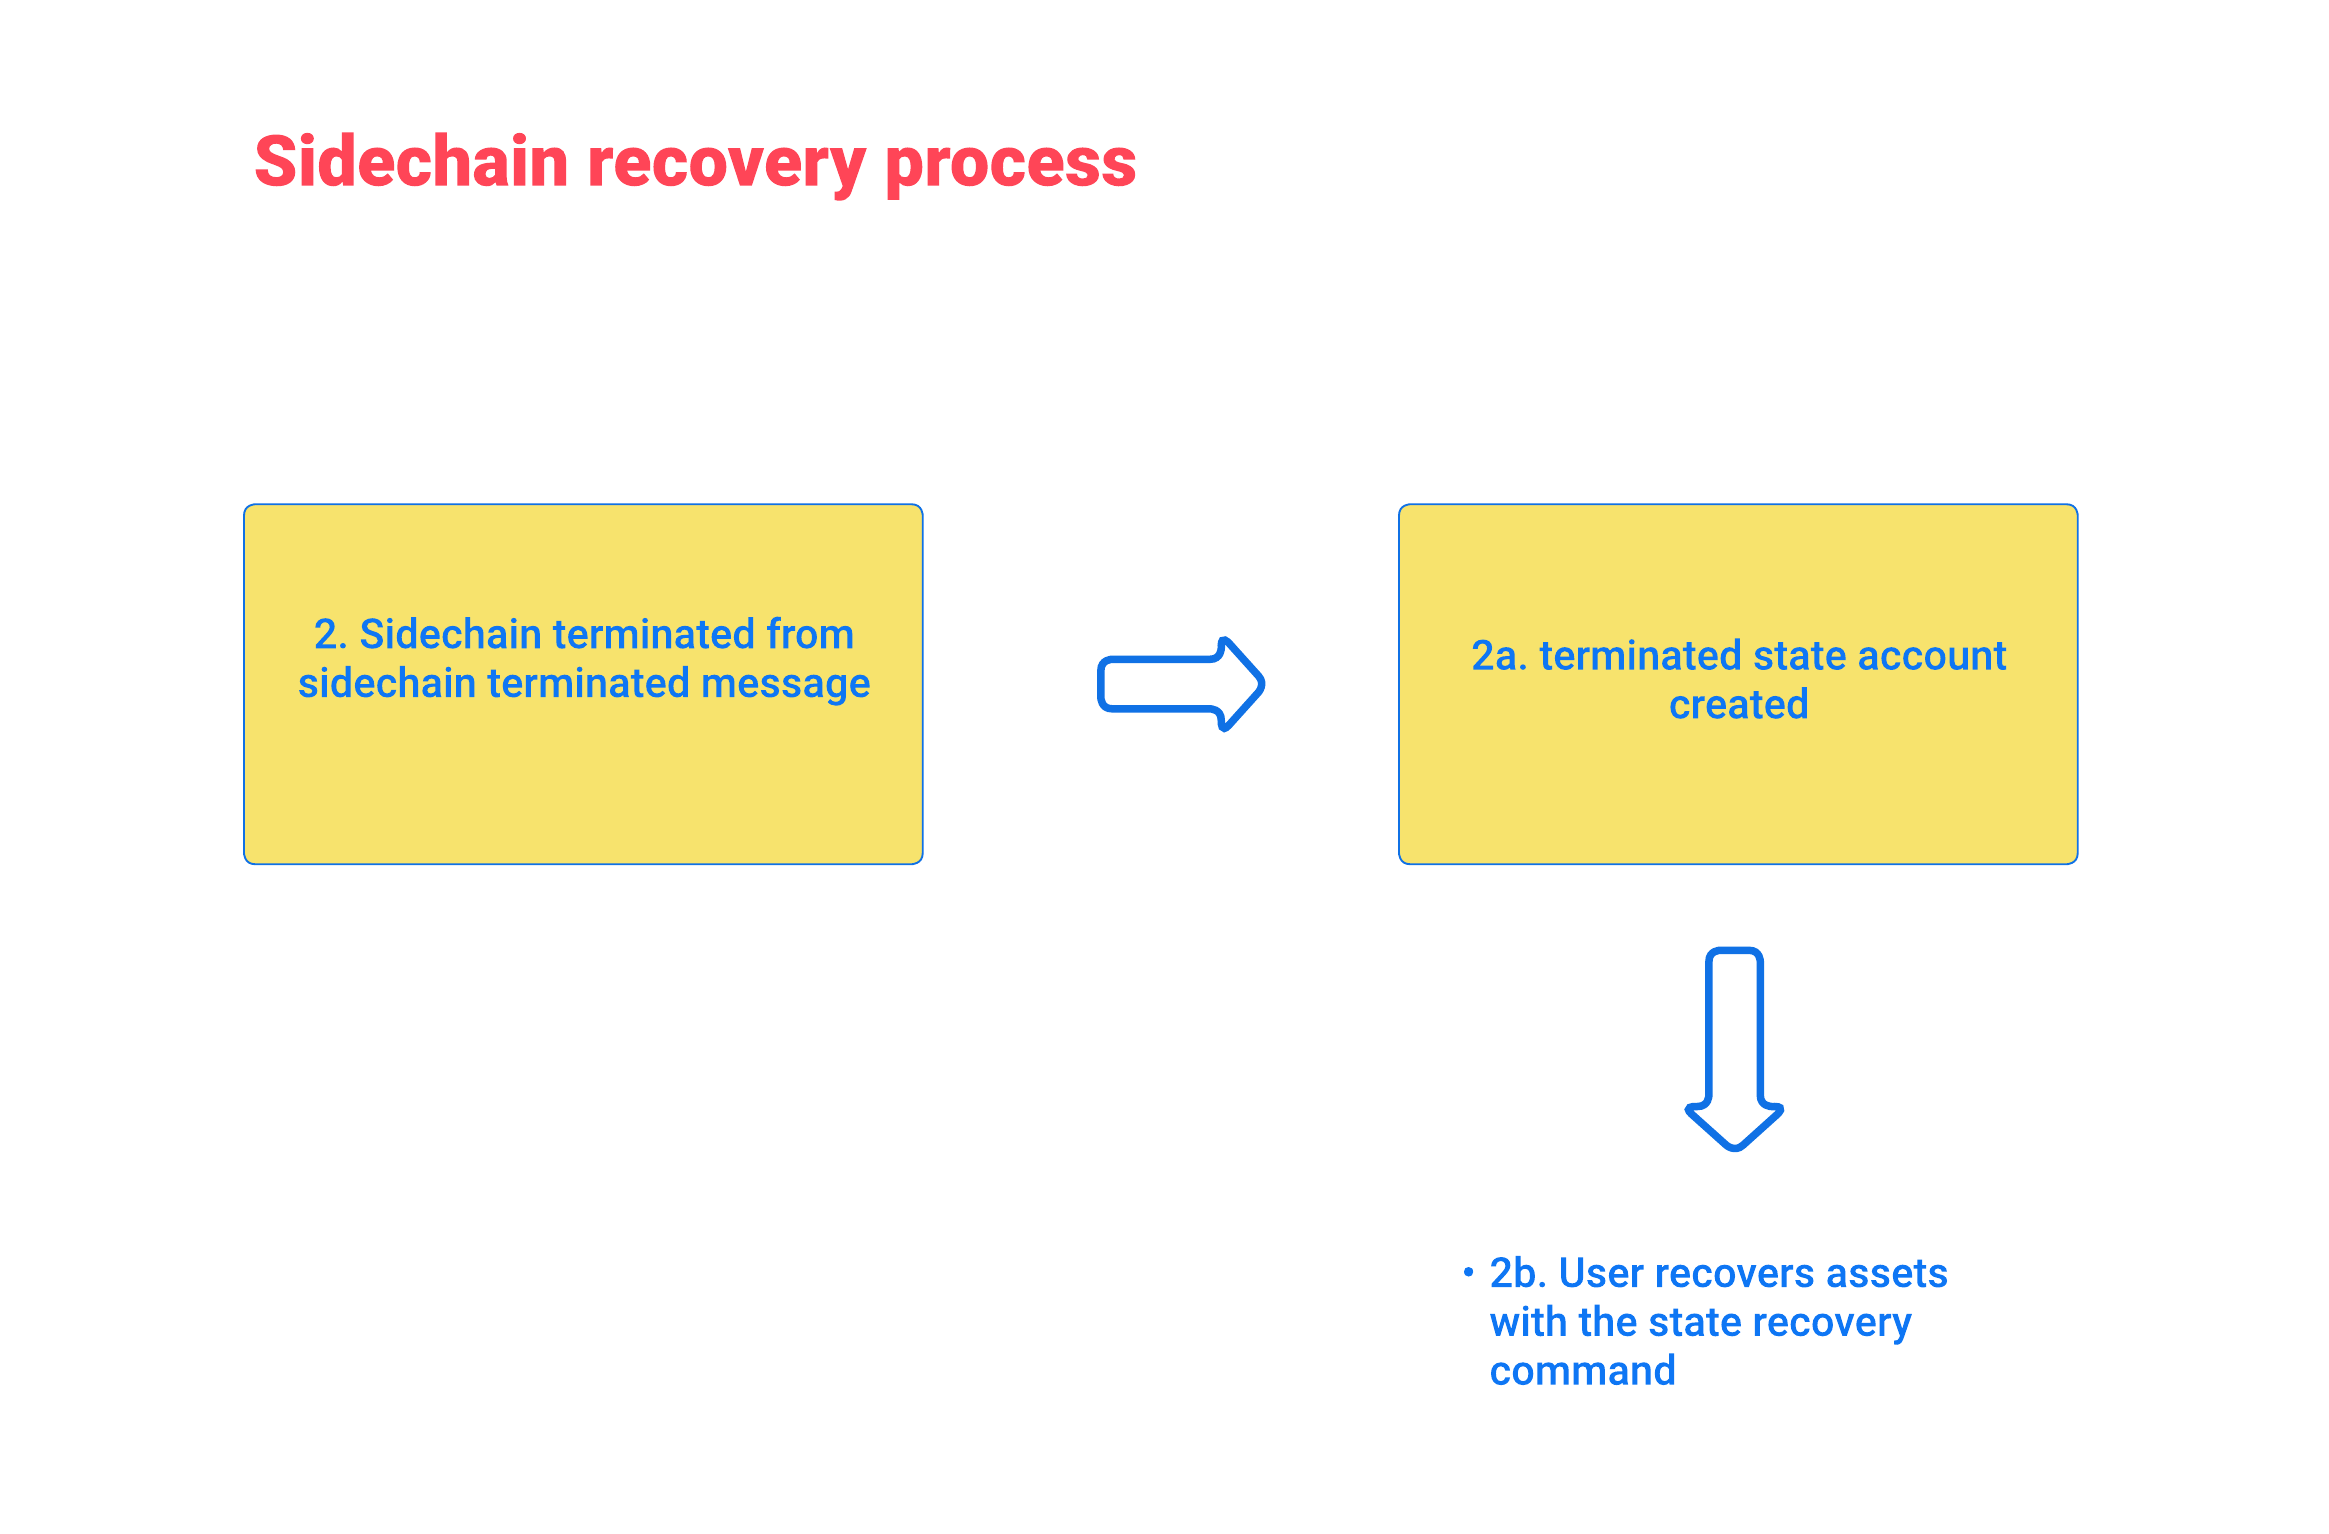 Sidechain recovery process
2. Sidechain terminated from
sidechain terminated message
2a. terminated state account
created
• 2b. User recovers assets
with the state recovery
command